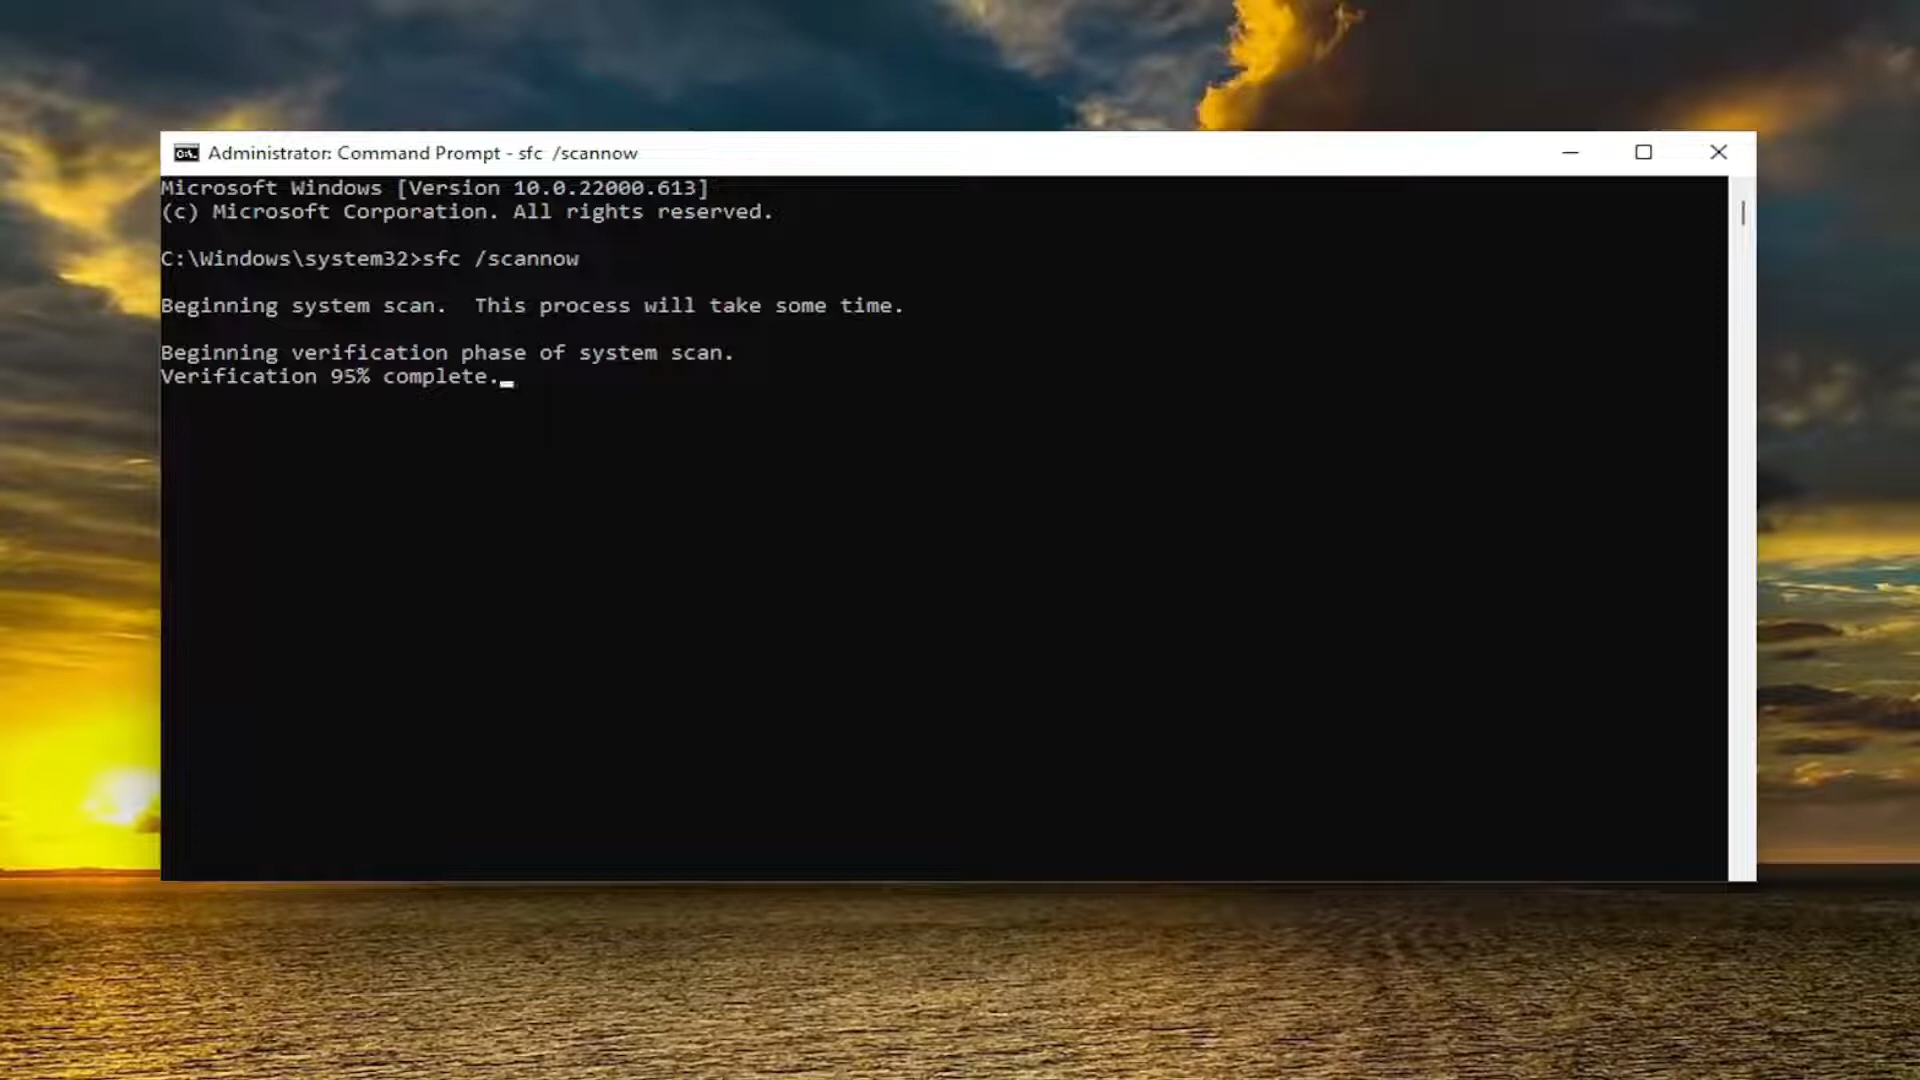 Administrator: Command Prompt - sfc  /scannow
Microsoft Windows [Version 10.0.22000.613]
(c) Microsoft Corporation. All rights reserved.
C:\Windows\system32>sfc /scannow
Beginning system scan.  This process will take some time.
Beginning verification phase of system scan.
Verification 95% complete.